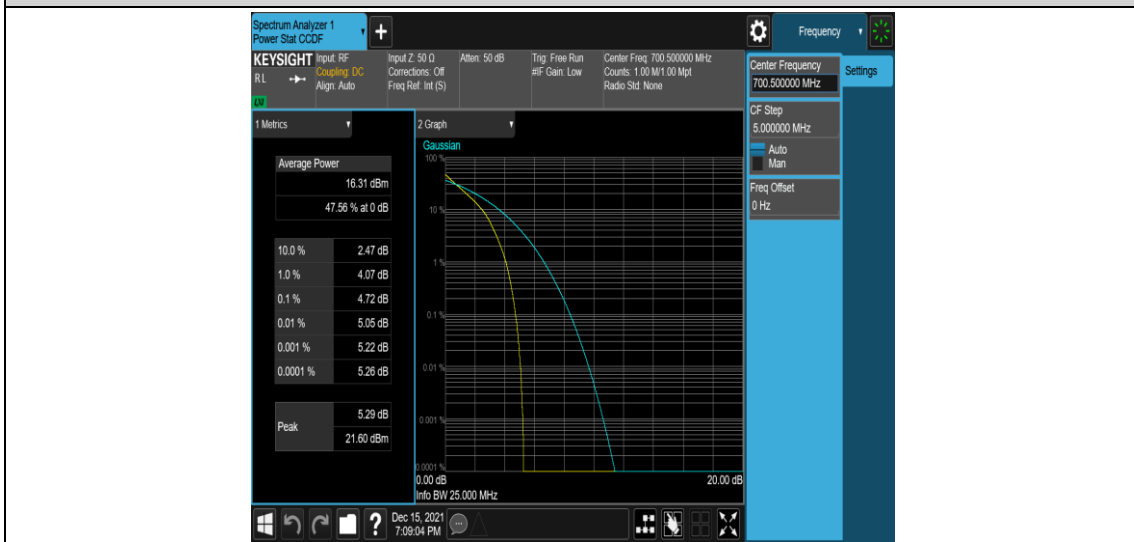 Spectrum Analyzer 1
Power Stat CCDF
+
Frequency
KEYSIGHT
RL
LXI
Input: RF
Coupling: DC
Align: Auto
Input Z: 50 Ω
Corrections: Off
Freq Ref: Int (S)
Atten: 50 dB
Trig: Free Run
#IF Gain: Low
Center Freq: 700.500000 MHz
Counts: 1.00 M/1.00 Mpt
Radio Std: None
Center Frequency
700.500000 MHz
Settings
CF Step
5.000000 MHz
Auto
Man
Freq Offset
0 Hz
1 Metrics
Average Power
16.31 dBm
47.56 % at 0 dB
10.0 % 2.47 dB
1.0 % 4.07 dB
0.1 % 4.72 dB
0.01 % 5.05 dB
0.001 % 5.22 dB
0.0001 % 5.26 dB
Peak
5.29 dB
21.60 dBm
2 Graph
Gaussian
100 %
10 %
1 %
0.1 %
0.01 %
0.001 %
0.0001 %
0.00 dB 20.00 dB
Info BW 25.000 MHz
?
Dec 15, 2021
7:09:04 PM